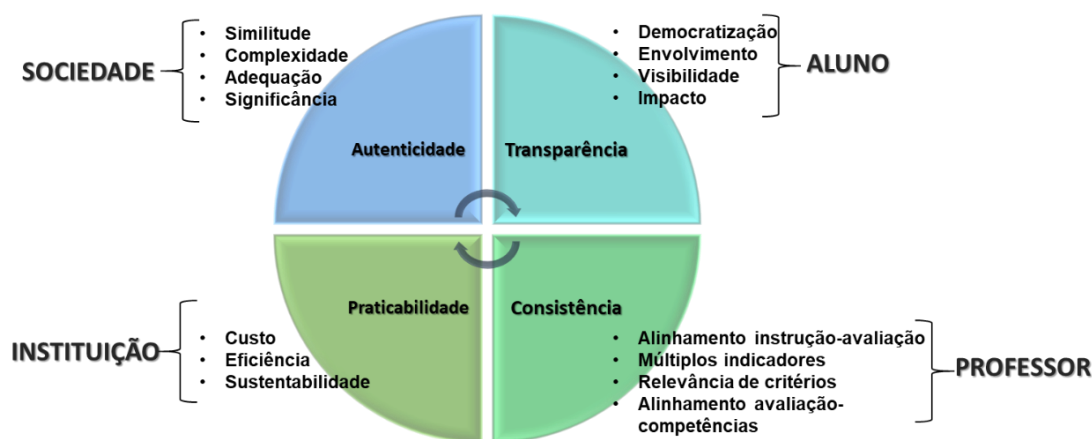 SOCIEDADE
• Similitude
• Complexidade
• Adequação
• Significância
Autenticidade
• Democratização
• Envolvimento
• Visibilidade
• Impacto
ALUNO
Transparência
Praticabilidade
INSTITUIÇÃO
• Custo
• Eficiência
• Sustentabilidade
Consistência
• Alinhamento instrução-avaliação
• Múltiplos indicadores
• Relevância de critérios
• Alinhamento avaliação-
competências
PROFESSOR